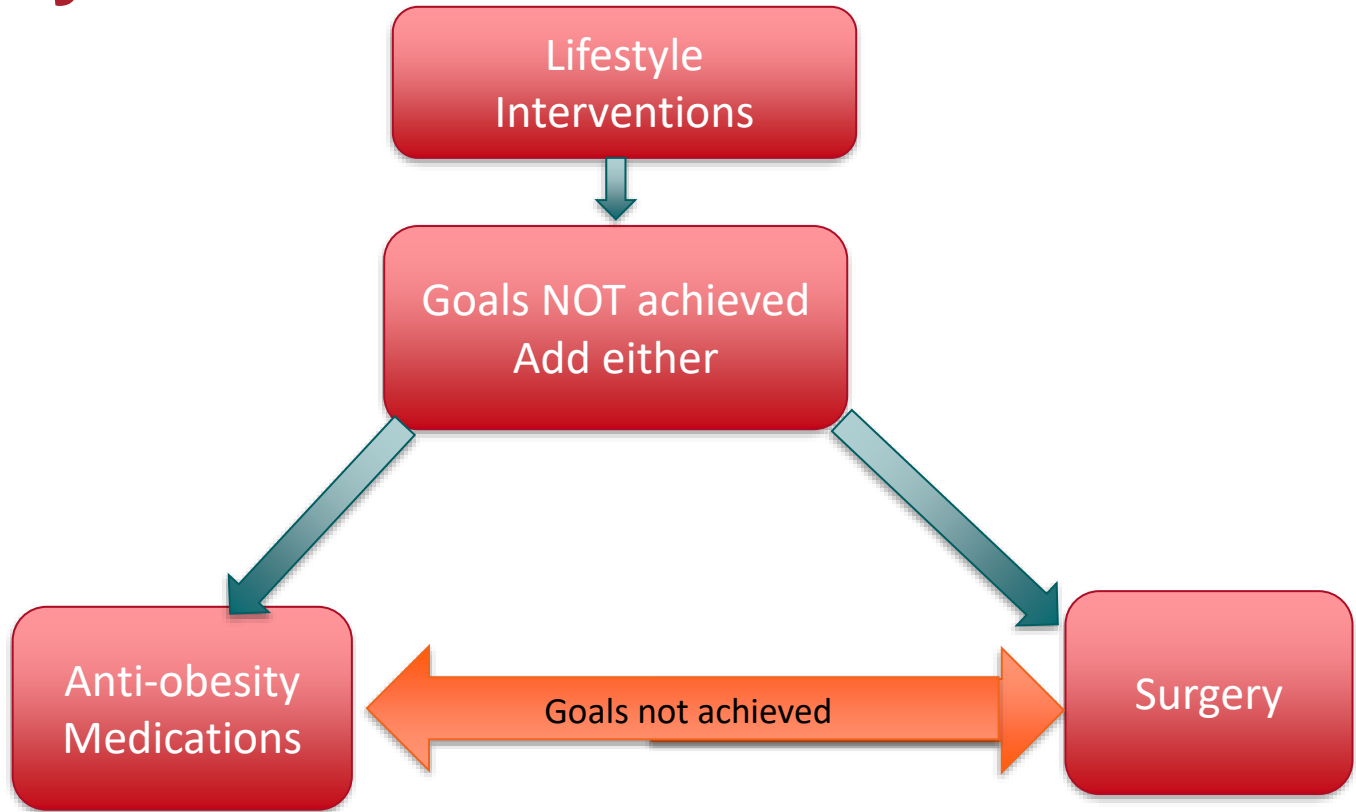 Lifestyle
Interventions
Goals NOT achieved
Add either
Anti-obesity
Medications
Goals not achieved
Surgery